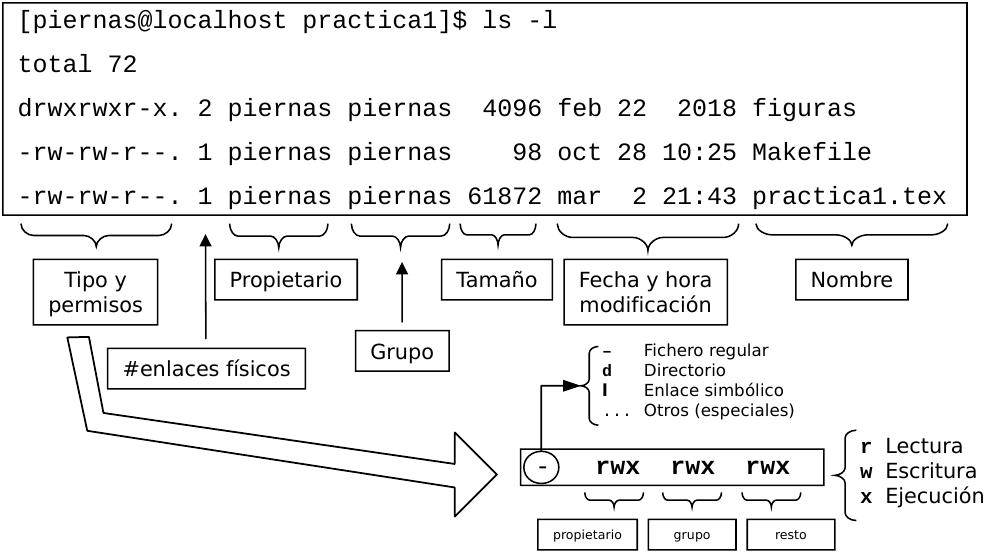 [piernas@localhost practica1]$ ls -l
total 72
drwxrwxr-x. 2 piernas piernas  4096 feb 22  2018 figuras
-rw-rw-r--. 1 piernas piernas    98 oct 28 10:25 Makefile
-rw-rw-r--. 1 piernas piernas 61872 mar  2 21:43 practica1.tex
Tipo y
permisos
#enlaces físicos
Propietario
Grupo
Tamaño
Fecha y hora
modificación
Nombre
- Fichero regular
d Directorio
l Enlace simbólico
... Otros (especiales)
- rwx rwx rwx
r Lectura
w Escritura
x Ejecución
propietario
grupo
resto